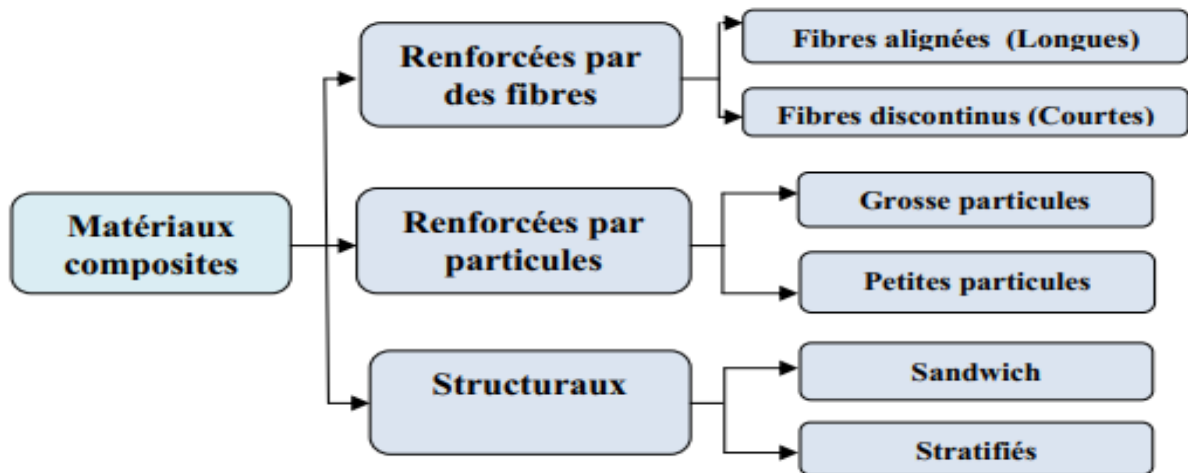 Matériaux
composites
Renforcées par
des fibres
Fibres alignées (Longues)
Fibres discontinus (Courtes)
Renforcées par
particules
Grosse particules
Petites particules
Structuraux
Sandwich
Stratifiés